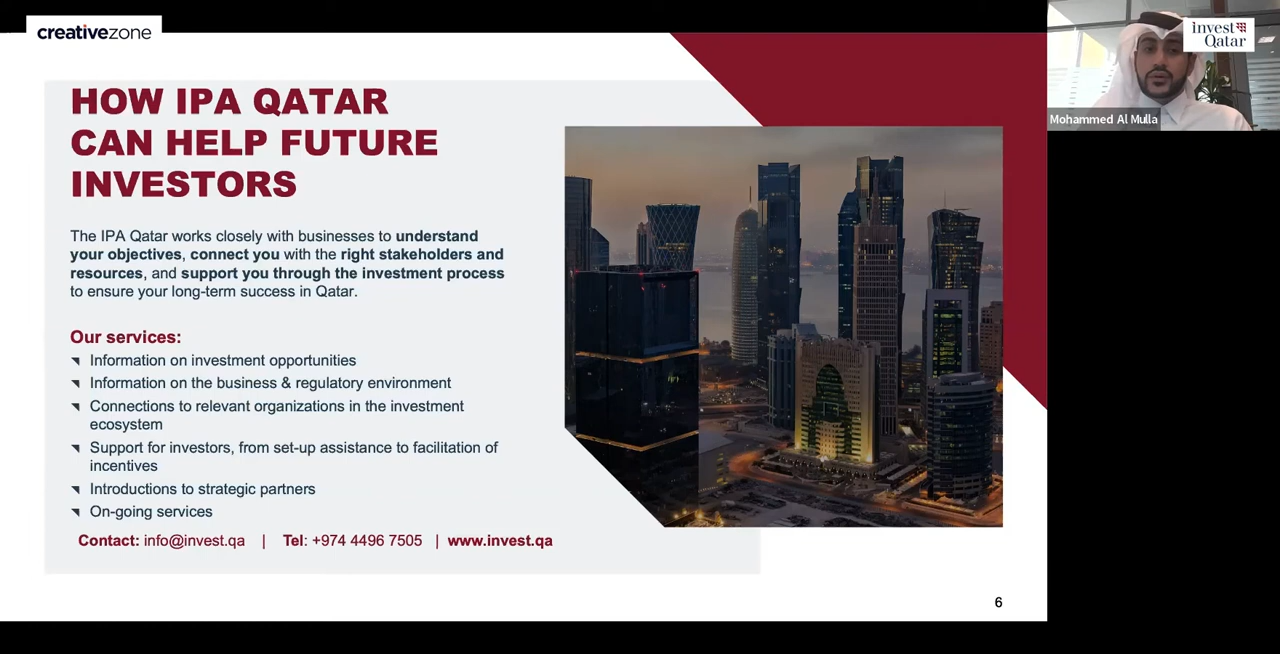 creativezone
HOW IPA QATAR
CAN HELP FUTURE
INVESTORS
The IPA Qatar works closely with businesses to understand
your objectives, connect you with the right stakeholders and
resources, and support you through the investment process
to ensure your long-term success in Qatar.
Our services:
Information on investment opportunities
Information on the business & regulatory environment
Connections to relevant organizations in the investment
ecosystem
Support for investors, from set-up assistance to facilitation of
incentives
Introductions to strategic partners
On-going services
Contact: info@invest.qa | Tel: +974 4496 7505 | www.invest.qa
6
invest
Qatar
Mohammed Al Mulla